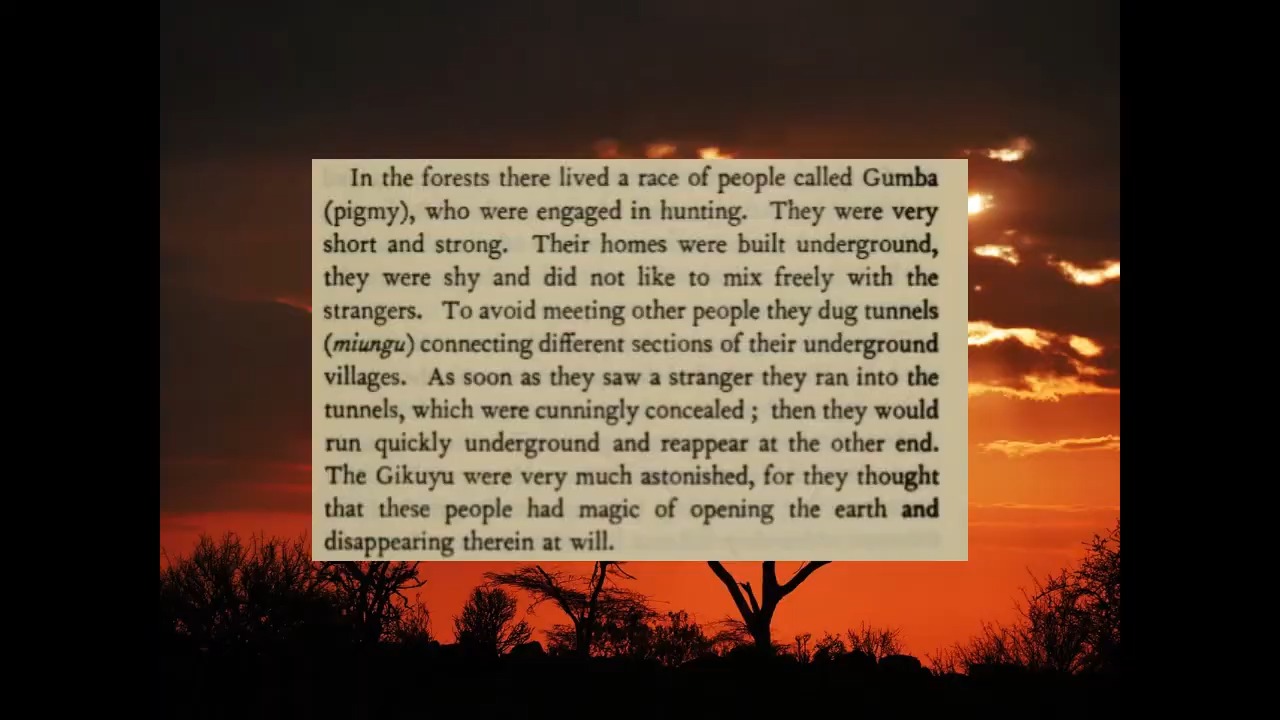 In the forests there lived a race of people called Gumba
(pigmy), who were engaged in hunting. They were very
short and strong. Their homes were built underground,
they were shy and did not like to mix freely with the
strangers. To avoid meeting other people they dug tunnels
(miungu) connecting different sections of their underground
villages. As soon as they saw a stranger they ran into the
tunnels, which were cunningly concealed ; then they would
run quickly underground and reappear at the other end.
The Gikuyu were very much astonished, for they thought
that these people had magic of opening the earth and
disappearing therein at will.